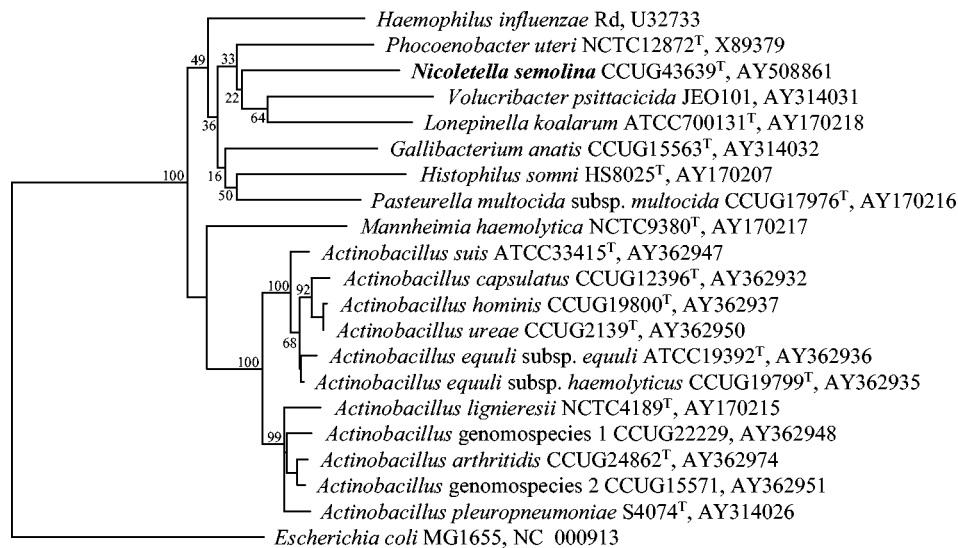 Haemophilus influenzae Rd, U32733
Phocoenobacter uteri NCTC12872T, X89379
Nicoletella semolina CCUG43639T, AY508861
Volucribacter psittacicida JEO101, AY314031
Lonepinella koalarum ATCC700131T, AY170218
Gallibacterium anatis CCUG15563T, AY314032
Histophilus somni HS8025T, AY170207
Pasteurella multocida subsp. multocida CCUG17976T, AY170216
Mannheimia haemolytica NCTC9380T, AY170217
Actinobacillus suis ATCC33415T, AY362947
Actinobacillus capsulatus CCUG12396T, AY362932
Actinobacillus hominis CCUG19800T, AY362937
Actinobacillus ureae CCUG2139T, AY362950
Actinobacillus equuli subsp. equuli ATCC19392T, AY362936
Actinobacillus equuli subsp. haemolyticus CCUG19799T, AY362935
Actinobacillus lignieresii NCTC4189T, AY170215
Actinobacillus genomospecies 1 CCUG22229, AY362948
Actinobacillus arthritidis CCUG24862T, AY362974
Actinobacillus genomospecies 2 CCUG15571, AY362951
Actinobacillus pleuropneumoniae S4074T, AY314026
Escherichia coli MG1655, NC 000913
49
33
22
64
36
16
50
100
100
92
68
100
99